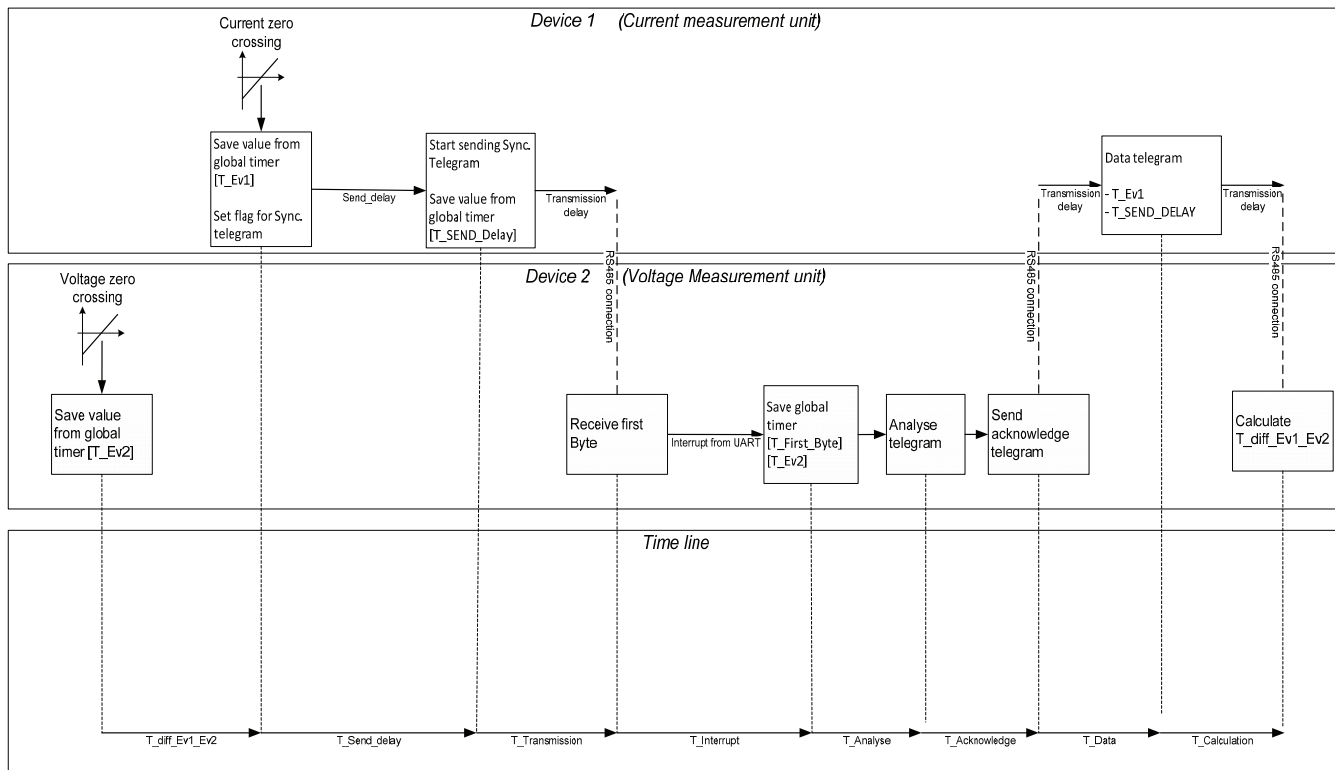 Device 1 (Current measurement unit)
Current zero
crossing
Save value from
global timer
[T_Ev1]
Set flag for Sync.
telegram
Send_delay
Start sending Sync.
Telegram
Save value from
global timer
[T_SEND_Delay]
Transmission
delay
RS485 connection
Transmission
delay
Data telegram
- T_Ev1
- T_SEND_DELAY
Transmission
delay
RS485 connection
RS485 connection
Device 2 (Voltage Measurement unit)
Voltage zero
crossing
Save value
from global
timer [T_Ev2]
Receive first
Byte
Interrupt from UART
Save global
timer
[T_First_Byte]
[T_Ev2]
Analyse
telegram
Send
acknowledge
telegram
Calculate
T_diff_Ev1_Ev2
Time line
T_diff_Ev1_Ev2
T_Send_delay
T_Transmission
T_Interrupt
T_Analyse
T_Acknowledge
T_Data
T_Calculation